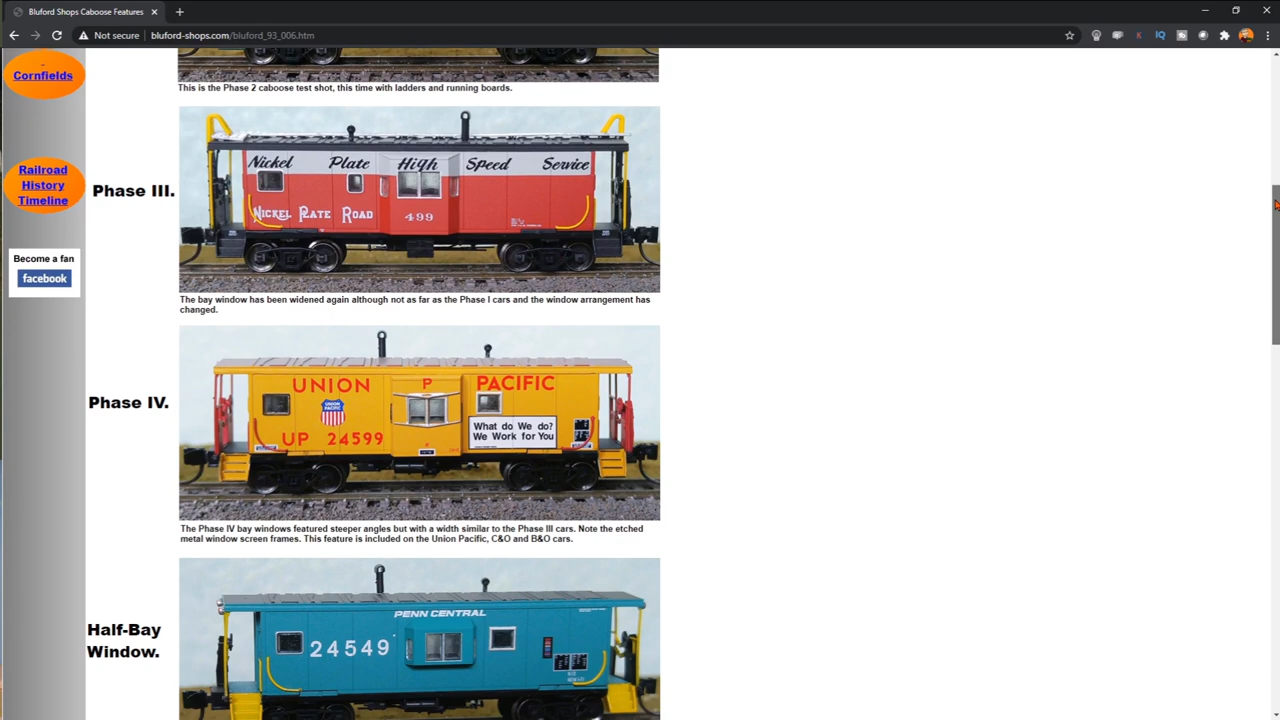 Bluford Shops Caboose Features
Not secure
bluford-shops.com/bluford_93_006.htm
-
Cornfields
This is the Phase 2 caboose test shot, this time with ladders and running boards.
Railroad
History
Timeline
Become a fan
facebook
Phase III.
Nickel Plate High Speed Service
NICKEL PLATE ROAD
499
The bay window has been widened again although not as far as the Phase I cars and the window arrangement has
changed.
Phase IV.
UNION P PACIFIC
UNION
PACIFIC
What do We do?
We Work for You
UP 24599
The Phase IV bay windows featured steeper angles but with a width similar to the Phase III cars. Note the etched
metal window screen frames. This feature is included on the Union Pacific, C&O and B&O cars.
Half-Bay
Window.
PENN CENTRAL
24549